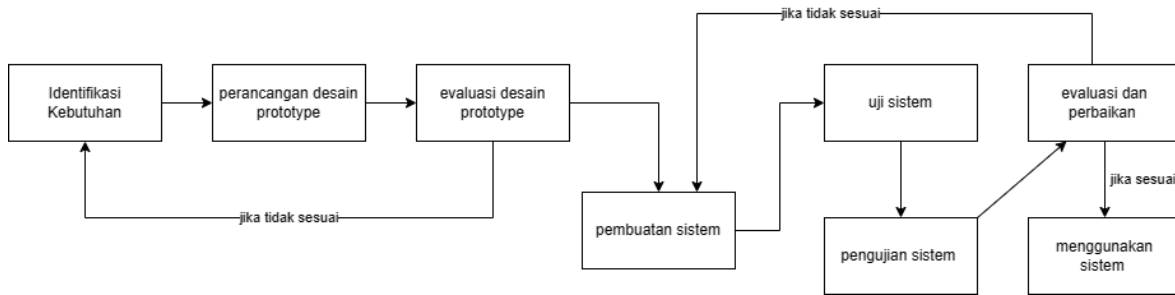 jika tidak sesuai
Identifikasi
Kebutuhan
perancangan desain
prototype
evaluasi desain
prototype
uji sistem
evaluasi dan
perbaikan
jika sesuai
jika tidak sesuai
pembuatan sistem
pengujian sistem
menggunakan
sistem